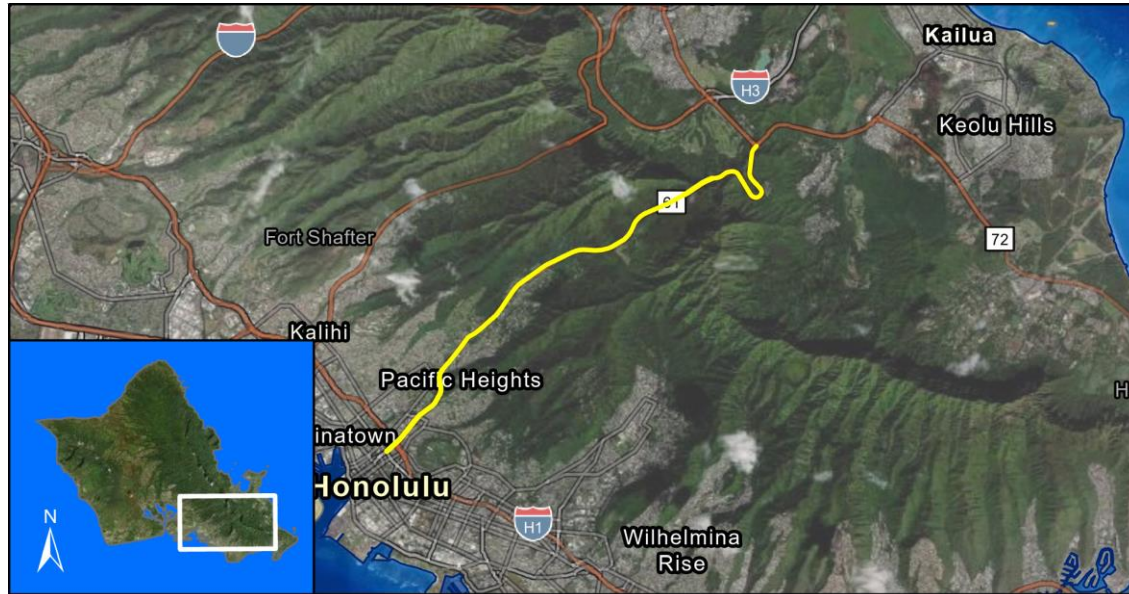 Kailua
H3
Keolu Hills
61
Fort Shafter
72
Kalihi
Pacific Heights
inatown
Honolulu
H1
Wilhelmina
Rise
H
N